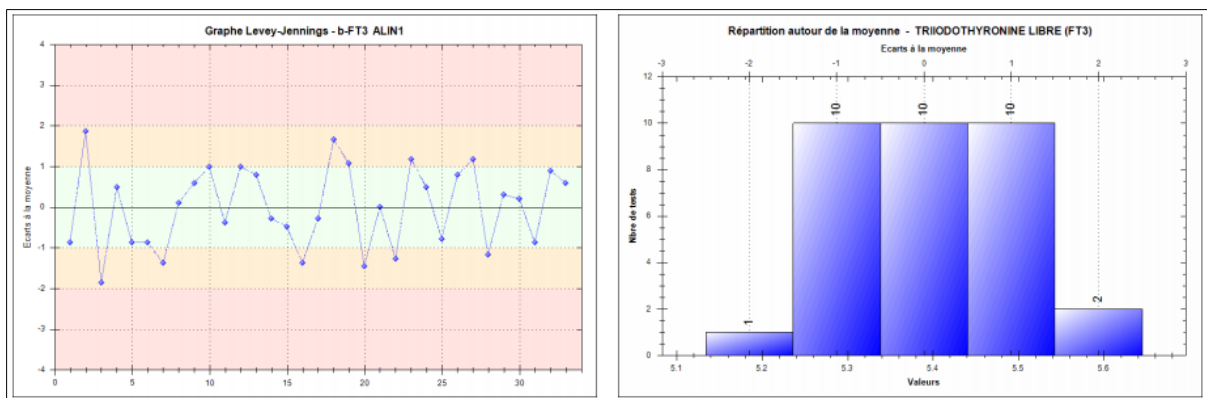 Graphe Levey-Jennings - b-FT3 ALIN1
4
3
2
1
0
-1
-2
-3
-4
Ecarts à la moyenne
0 5 10 15 20 25 30
Répartition autour de la moyenne - TRIIODOTHYRONINE LIBRE (FT3)
Ecarts à la moyenne
-3 -2 -1 0 1 2 3
12
10
8
6
4
2
0
Nbre de tests
1 10 10 10 2
5.1 5.2 5.3 5.4 5.5 5.6
Valeurs